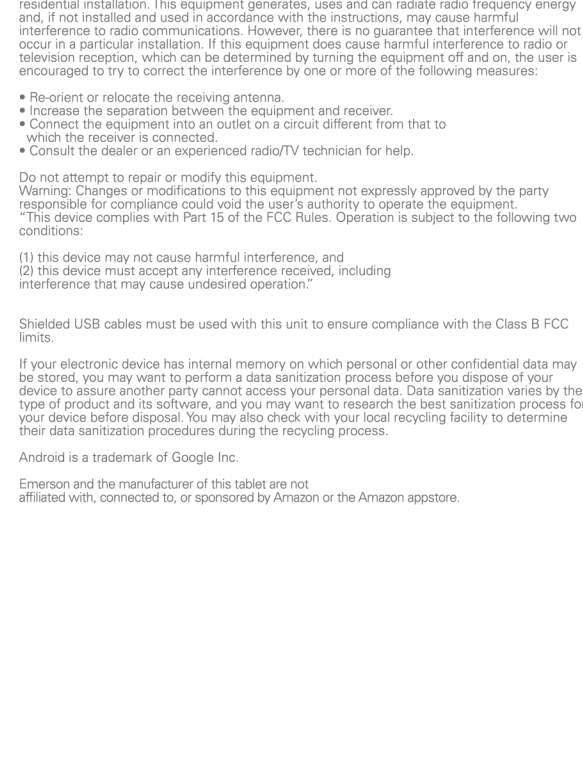 residential installation. This equipment generates, uses and can radiate radio frequency energy
and, if not installed and used in accordance with the instructions, may cause harmful
interference to radio communications. However, there is no guarantee that interference will not
occur in a particular installation. If this equipment does cause harmful interference to radio or
television reception, which can be determined by turning the equipment off and on, the user is
encouraged to try to correct the interference by one or more of the following measures:
• Re-orient or relocate the receiving antenna.
• Increase the separation between the equipment and receiver.
• Connect the equipment into an outlet on a circuit different from that to
which the receiver is connected.
• Consult the dealer or an experienced radio/TV technician for help.
Do not attempt to repair or modify this equipment.
Warning: Changes or modifications to this equipment not expressly approved by the party
responsible for compliance could void the user's authority to operate the equipment.
"This device complies with Part 15 of the FCC Rules. Operation is subject to the following two
conditions:
(1) this device may not cause harmful interference, and
(2) this device must accept any interference received, including
interference that may cause undesired operation."
Shielded USB cables must be used with this unit to ensure compliance with the Class B FCC
limits.
If your electronic device has internal memory on which personal or other confidential data may
be stored, you may want to perform a data sanitization process before you dispose of your
device to assure another party cannot access your personal data. Data sanitization varies by the
type of product and its software, and you may want to research the best sanitization process for
your device before disposal. You may also check with your local recycling facility to determine
their data sanitization procedures during the recycling process.
Android is a trademark of Google Inc.
Emerson and the manufacturer of this tablet are not
affiliated with, connected to, or sponsored by Amazon or the Amazon appstore.